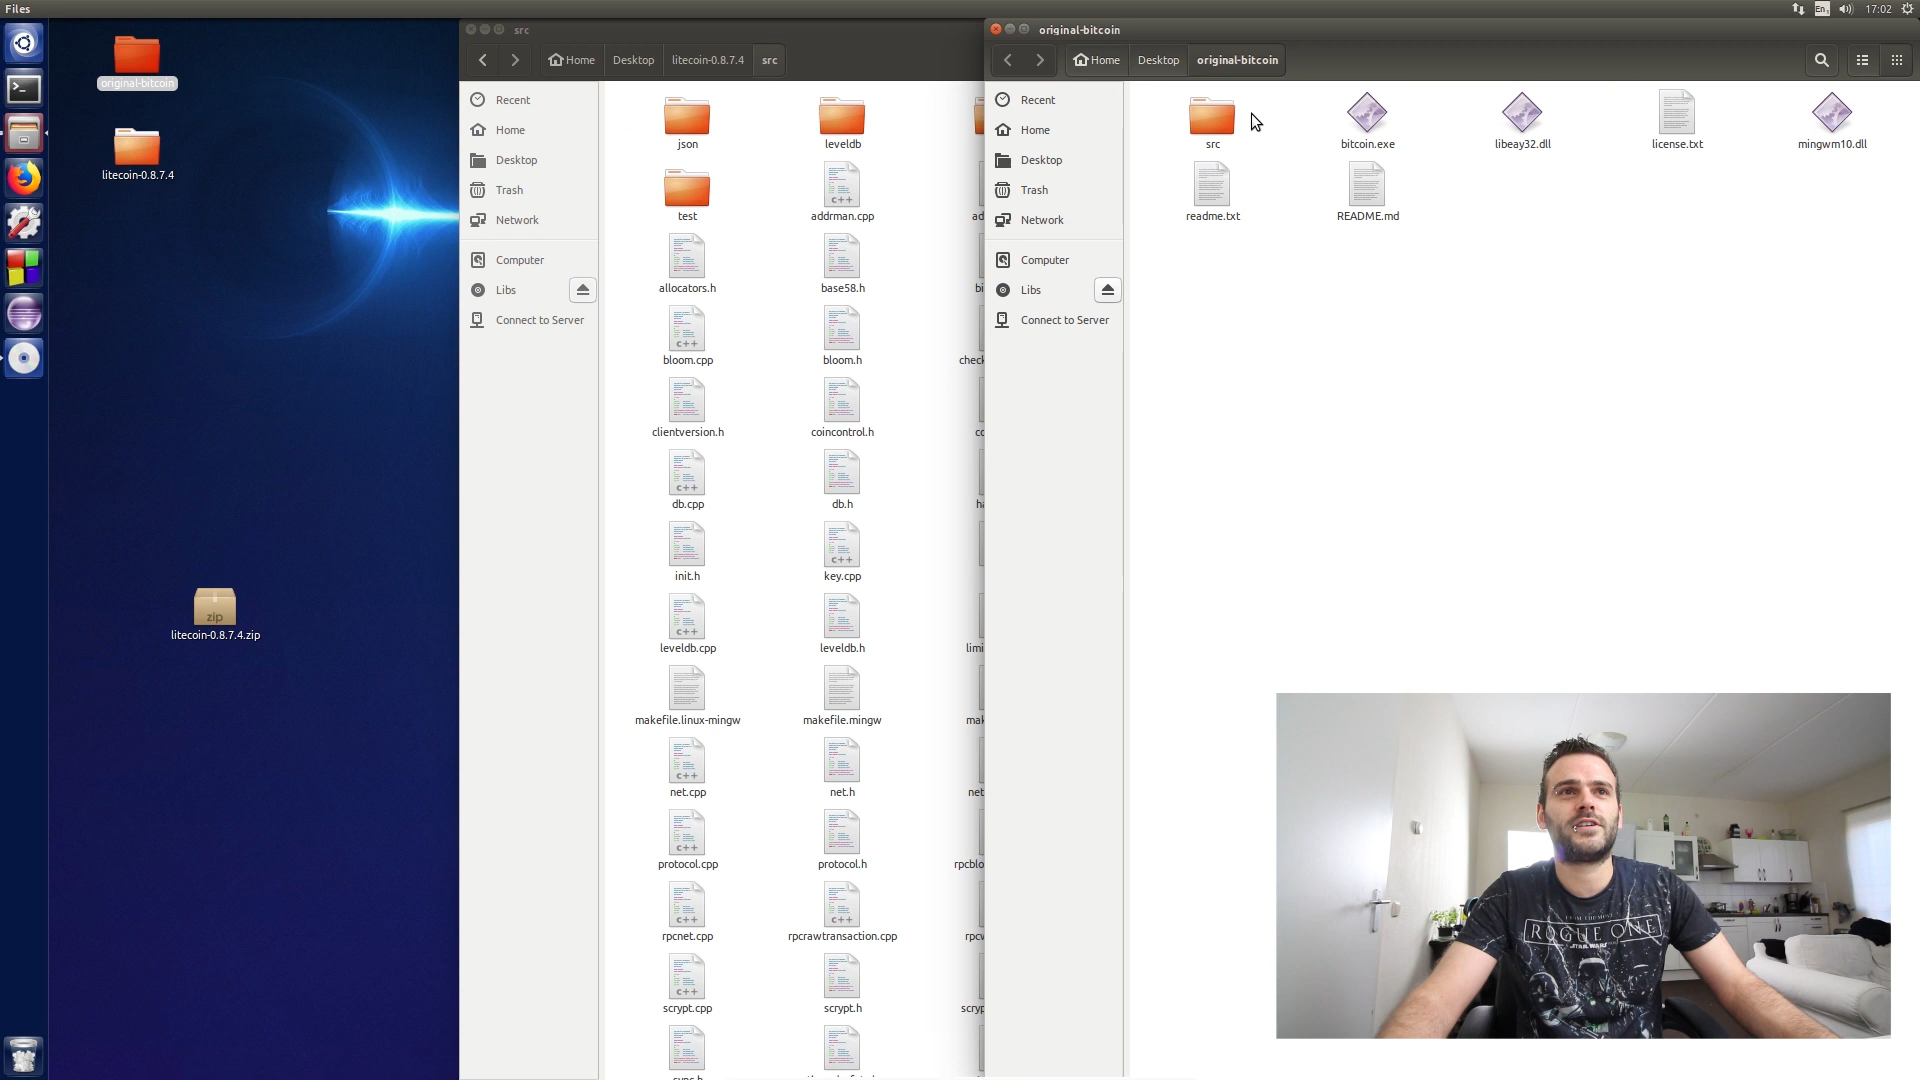 Files
En
17:02
original-bitcoin
litecoin-0.8.7.4
zip
litecoin-0.8.7.4.zip
src
Home
Desktop
litecoin-0.8.7.4
src
Recent
Home
Desktop
Trash
Network
Computer
Libs
Connect to Server
json
leveldb
test
addrman.cpp
allocators.h
base58.h
bloom.cpp
bloom.h
clientversion.h
coincontrol.h
db.cpp
db.h
init.h
key.cpp
leveldb.cpp
leveldb.h
makefile.linux-mingw
makefile.mingw
net.cpp
net.h
protocol.cpp
protocol.h
rpcnet.cpp
rpcrawtransaction.cpp
scrypt.cpp
scrypt.h
original-bitcoin
Home
Desktop
original-bitcoin
Recent
Home
Desktop
Trash
Network
Computer
Libs
Connect to Server
src
bitcoin.exe
libeay32.dll
license.txt
mingwm10.dll
readme.txt
README.md
ROGUE ONE
STAR WARS